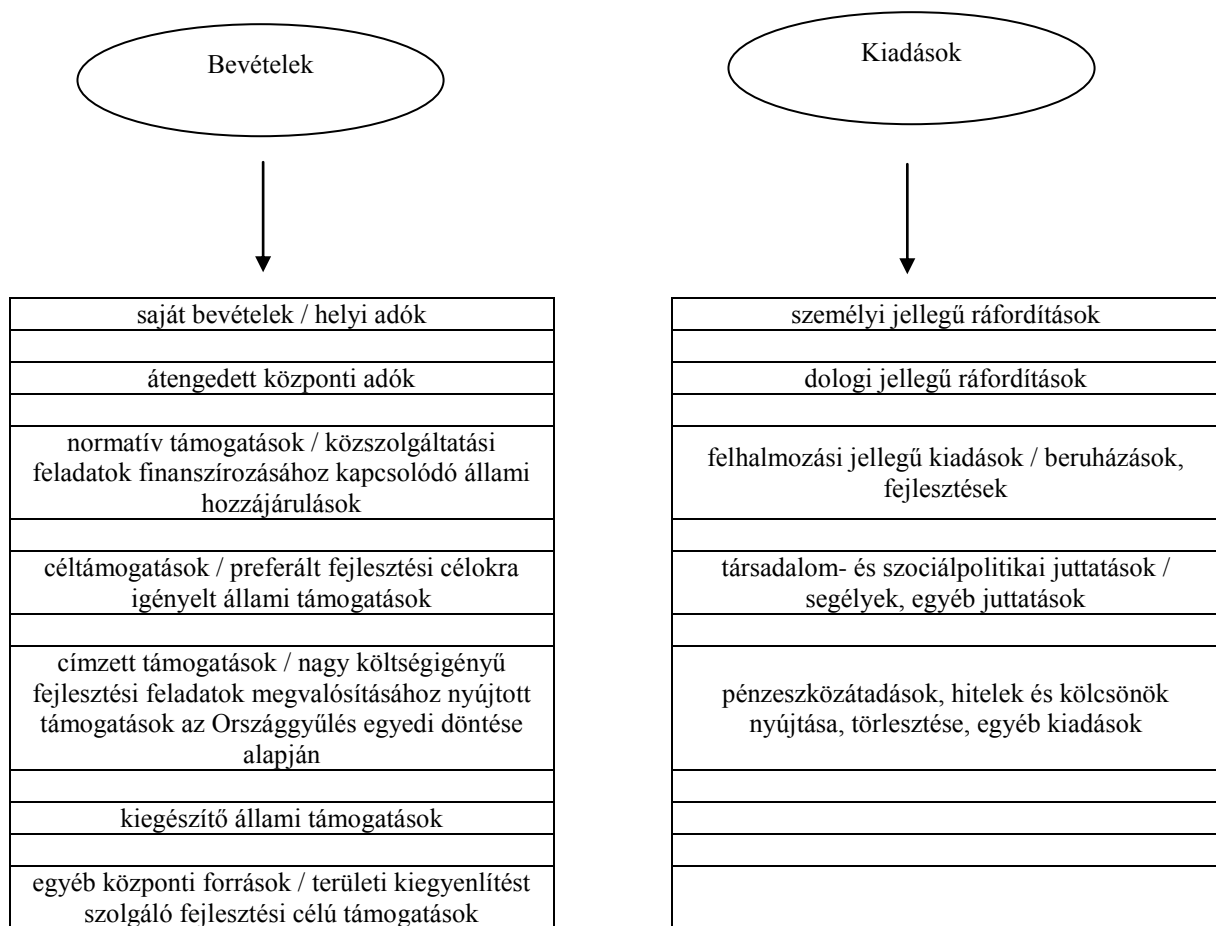 Bevételek
saját bevételek / helyi adók
átengedett központi adók
normatív támogatások / közszolgáltatási
feladatok finanszírozásához kapcsolódó állami
hozzájárulások
céltámogatások / preferált fejlesztési célokra
igényelt állami támogatások
címzett támogatások / nagy költségigényű
fejlesztési feladatok megvalósításához nyújtott
támogatások az Országgyűlés egyedi döntése
alapján
kiegészítő állami támogatások
egyéb központi források / területi kiegyenlítést
szolgáló fejlesztési célú támogatások
Kiadások
személyi jellegű ráfordítások
dologi jellegű ráfordítások
felhalmozási jellegű kiadások / beruházások,
fejlesztések
társadalom- és szociálpolitikai juttatások /
segélyek, egyéb juttatások
pénzeszközátadások, hitelek és kölcsönök
nyújtása, törlesztése, egyéb kiadások